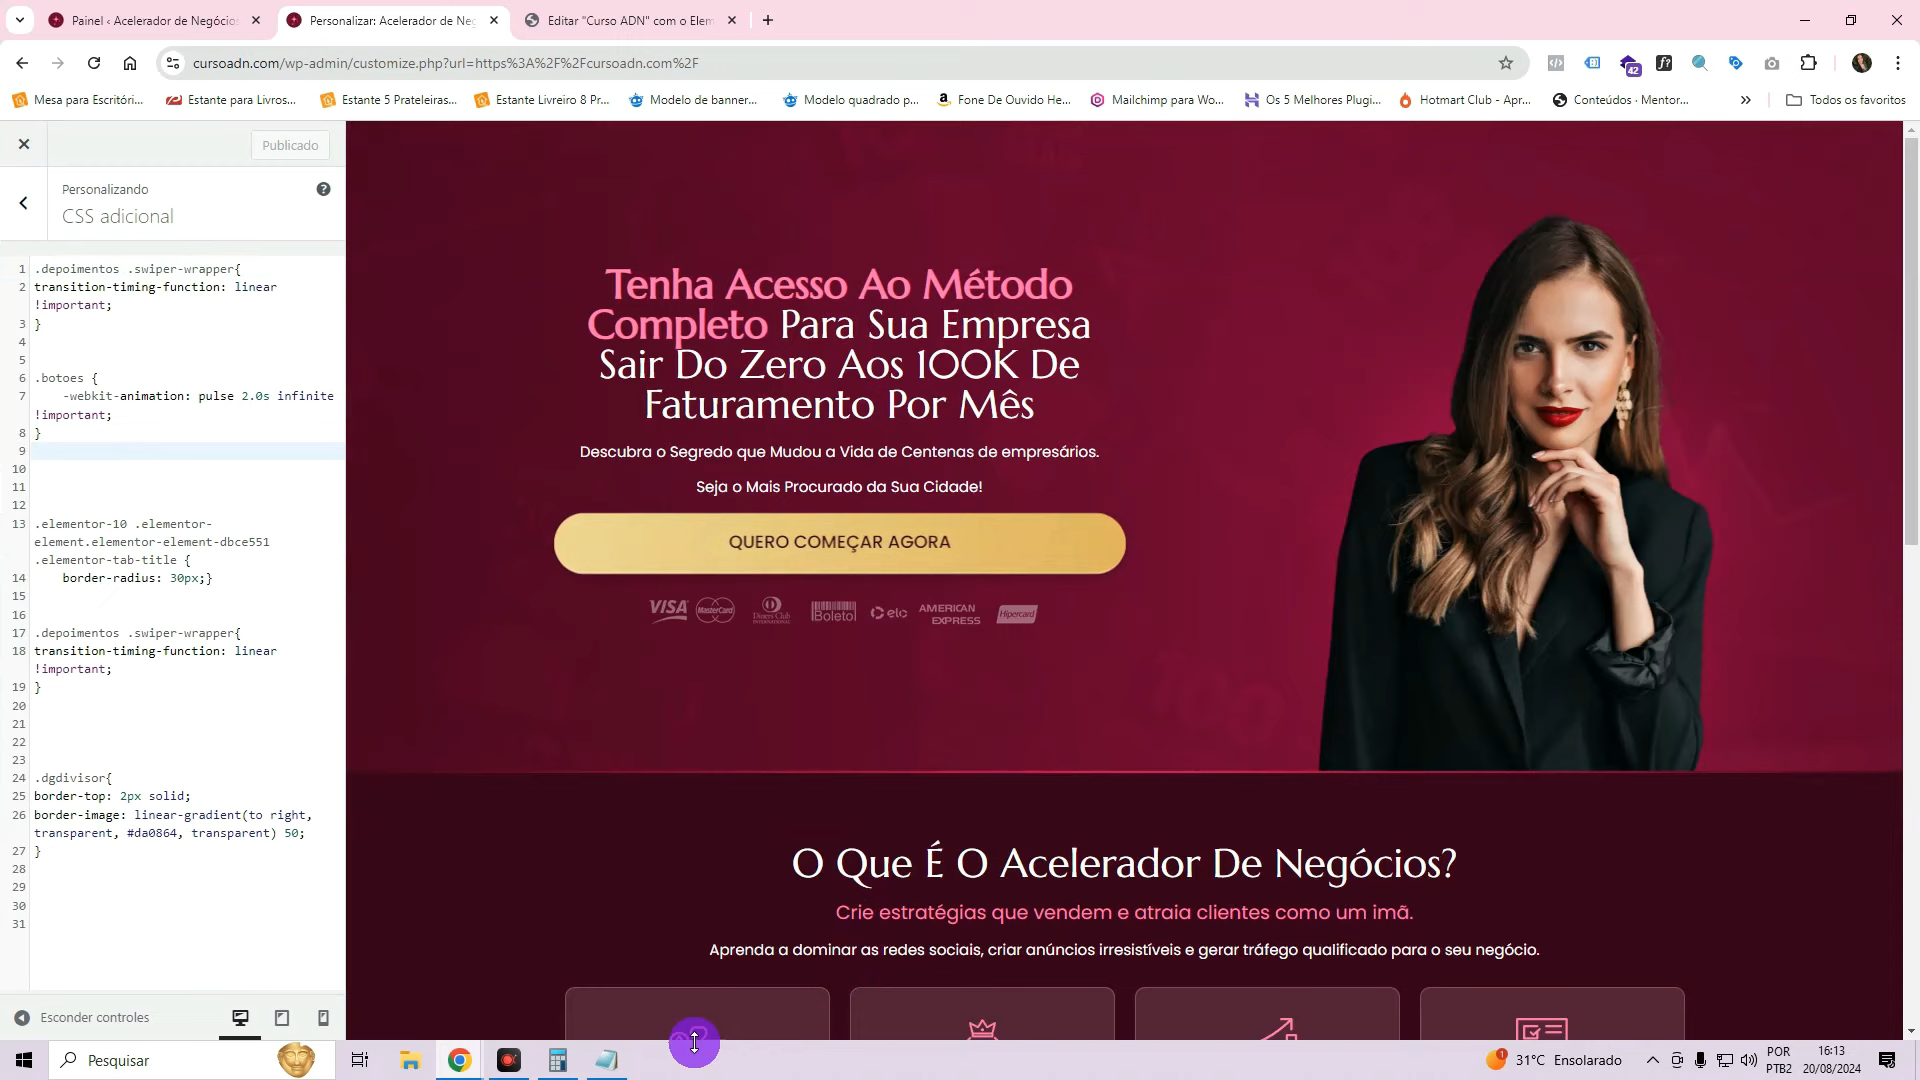 Painel ‹ Acelerador de Negócios
Personalizar: Acelerador de Neg
Editar "Curso ADN" com o Elem
cursoadn.com/wp-admin/customize.php?url=https%3A%2F%2Fcursoadn.com%2F
42
f?
Mesa para Escritóri...
Estante para Livros...
Estante 5 Prateleiras...
Estante Livreiro 8 Pr...
Modelo de banner...
Modelo quadrado p...
Fone De Ouvido He...
Mailchimp para Wo...
Os 5 Melhores Plugi...
Hotmart Club - Apr...
Conteúdos · Mentor...
»
Todos os favoritos
Publicado
Personalizando
CSS adicional
1 .depoimentos .swiper-wrapper{
2 transition-timing-function: linear
!important;
3 }
4
5
6 .botoes {
7 -webkit-animation: pulse 2.0s infinite
!important;
8 }
9
10
11
12
13 .elementor-10 .elementor-
element.elementor-element-dbce551
.elementor-tab-title {
14 border-radius: 30px;}
15
16
17 .depoimentos .swiper-wrapper{
18 transition-timing-function: linear
!important;
19 }
20
21
22
23
24 .dgdivisor{
25 border-top: 2px solid;
26 border-image: linear-gradient(to right,
transparent, #da0864, transparent) 50;
27 }
28
29
30
31
Esconder controles
Tenha Acesso Ao Método
Completo Para Sua Empresa
Sair Do Zero Aos 100K De
Faturamento Por Mês
Descubra o Segredo que Mudou a Vida de Centenas de empresários.
Seja o Mais Procurado da Sua Cidade!
QUERO COMEÇAR AGORA
VISA
MasterCard
Diners Club
INTERNATIONAL
Boleto
elo
AMERICAN
EXPRESS
Hipercard
O Que É O Acelerador De Negócios?
Crie estratégias que vendem e atraia clientes como um imã.
Aprenda a dominar as redes sociais, criar anúncios irresistíveis e gerar tráfego qualificado para o seu negócio.
Pesquisar
1
31°C Ensolarado
POR
PTB2
16:13
20/08/2024